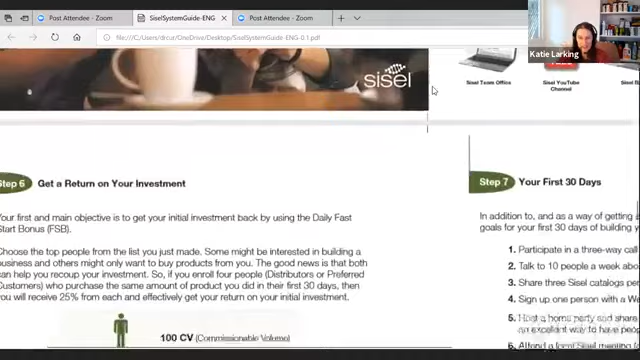 Post Attendee - Zoom
SiselSystemGuide-ENG
Post Attendee - Zoom
file:///C:/Users/drcur/OneDrive/Desktop/SiselSystemGuide-ENG-0.1.pdf
Katie Larking
sisel
Sisel Team Office
Sisel YouTube
Channel
Step 6
Get a Return on Your Investment
Your first and main objective is to get your initial investment back by using the Daily Fast
Start Bonus (FSB).
Choose the top people from the list you just made. Some might be interested in building a
business and others might only want to buy products from you. The good news is that both
can help you recoup your investment. So, if you enroll four people (Distributors or Preferred
Customers) who purchase the same amount of product you did in their first 30 days, then
you will receive 25% from each and effectively get your return on your initial investment.
100 CV (Commissionable Volume)
Step 7
Your First 30 Days
In addition to, and as a way of getting
goals for your first 30 days of building y
1. Participate in a three-way call
2. Talk to 10 people a week abou
3. Share three Sisel catalogs per
4. Sign up one person with a We
5. Host a home party and share
an excellent way to have peop
6. Attend a formal Sisel meeting